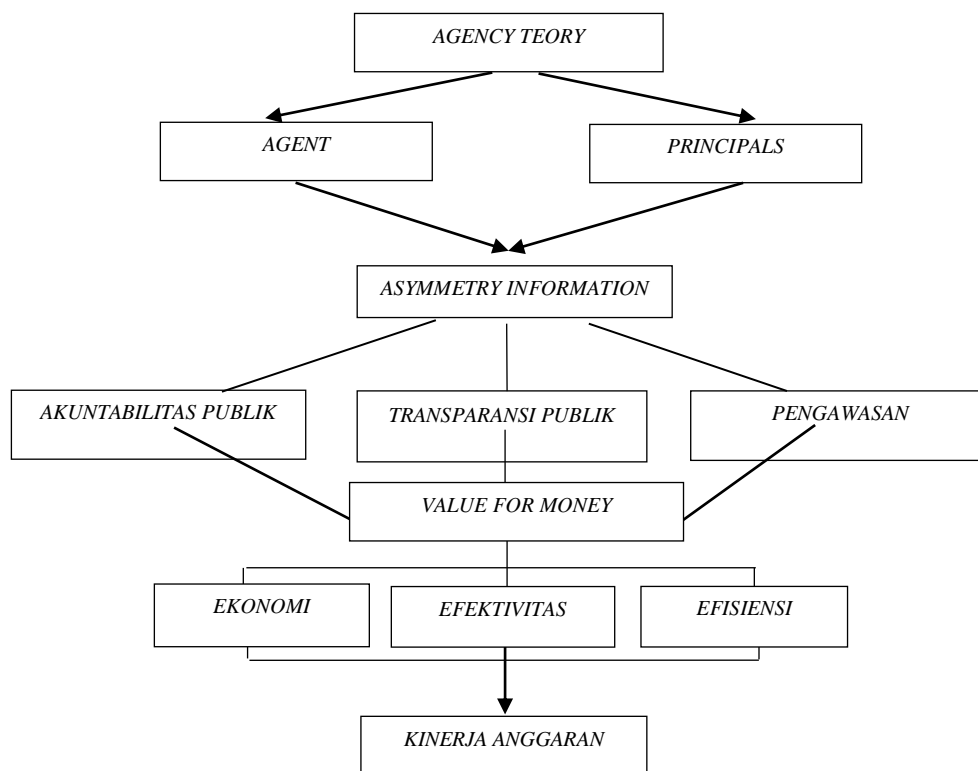 AGENCY TEORY
AGENT
PRINCIPALS
ASYMMETRY INFORMATION
AKUNTABILITAS PUBLIK
TRANSPARANSI PUBLIK
PENGAWASAN
VALUE FOR MONEY
EKONOMI
EFEKTIVITAS
EFISIENSI
KINERJA ANGGARAN